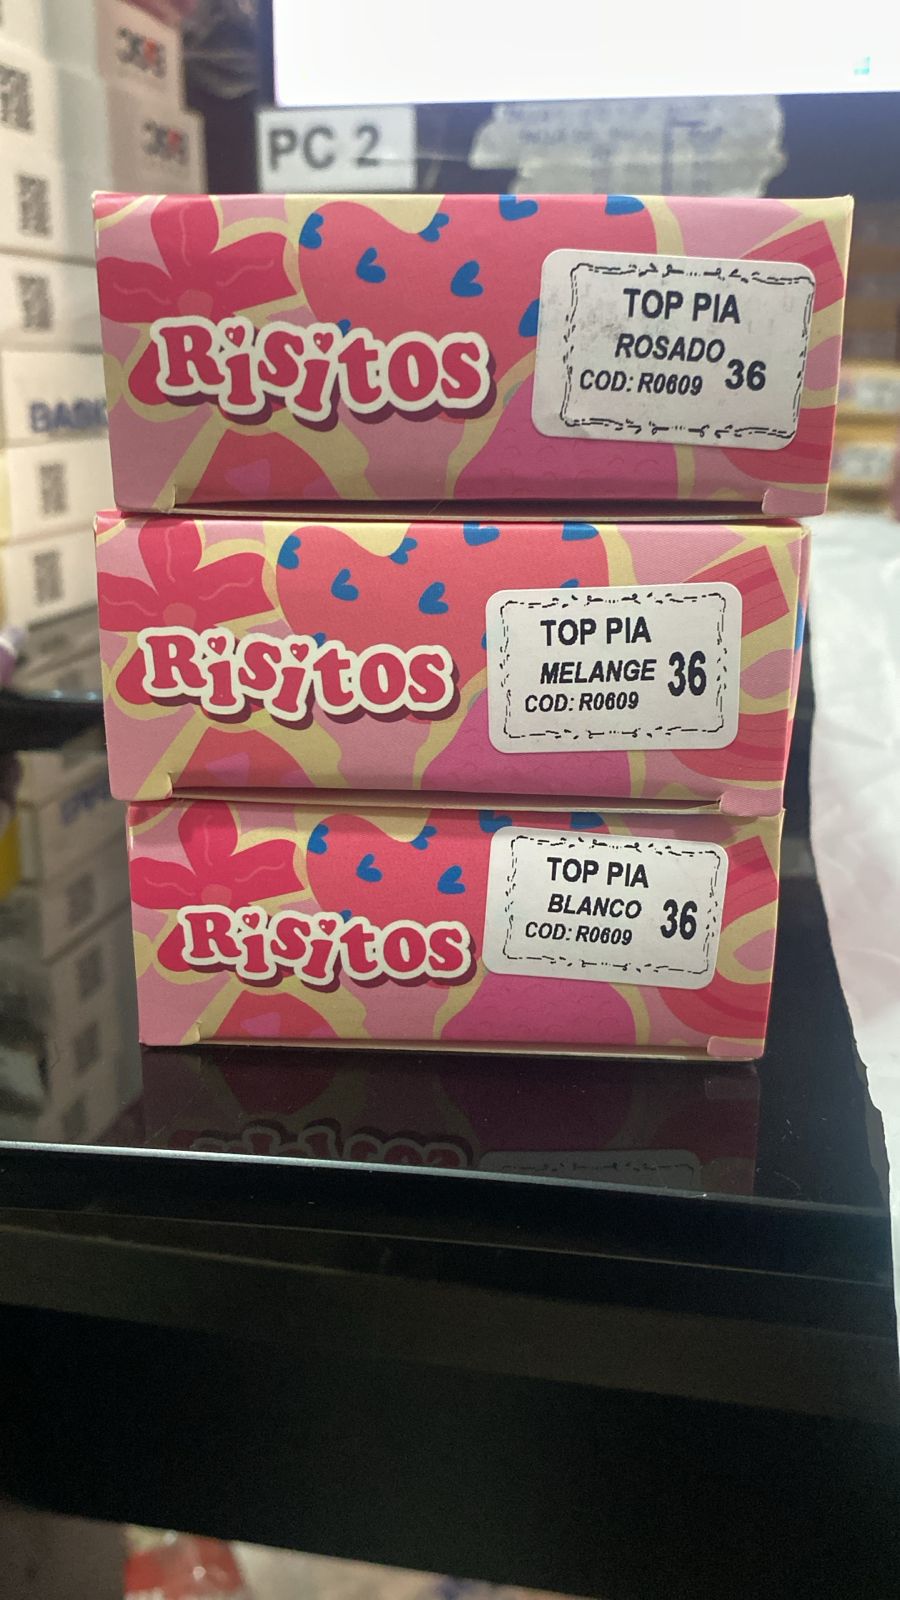 PC 2
Risitos
TOP PIA
ROSADO 36
COD: R0609
Risitos
TOP PIA
MELANGE 36
COD: R0609
Risitos
TOP PIA
BLANCO 36
COD: R0609